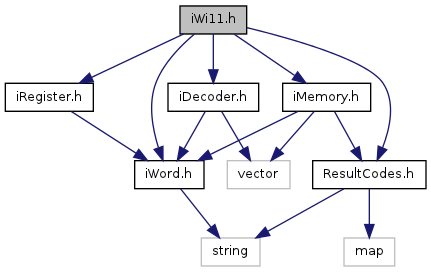 iWi11.h
iRegister.h
iDecoder.h
iMemory.h
iWord.h
vector
ResultCodes.h
string
map